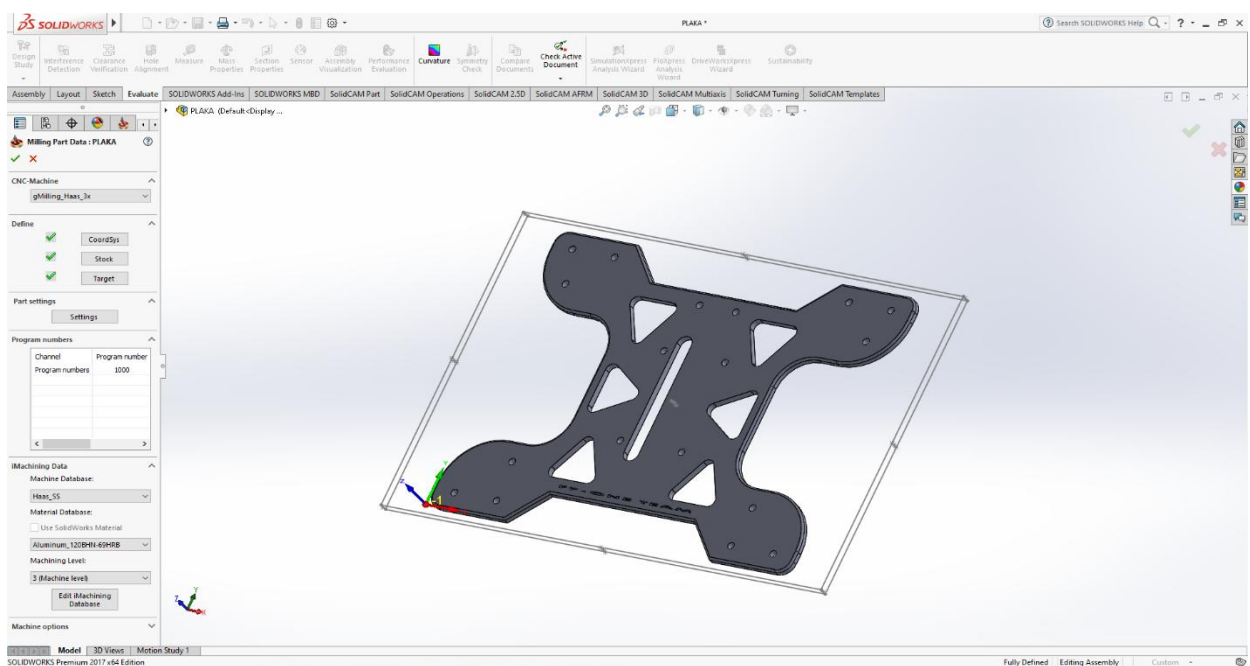 SOLIDWORKS
PLAKA *
Search SOLIDWORKS Help
Design Study
Interference Detection
Clearance Verification
Hole Alignment
Measure
Mass Properties
Section Properties
Sensor
Assembly Visualization
Performance Evaluation
Curvature
Symmetry Check
Compare Documents
Check Active Document
SimulationXpress Analysis Wizard
FloXpress Analysis Wizard
DriveWorksXpress Wizard
Sustainability
Assembly Layout Sketch Evaluate SOLIDWORKS Add-Ins SOLIDWORKS MBD SolidCAM Part SolidCAM Operations SolidCAM 2.5D SolidCAM AFRM SolidCAM 3D SolidCAM Multiaxis SolidCAM Turning SolidCAM Templates
PLAKA (Default<Display ...
Milling Part Data : PLAKA
CNC-Machine
gMilling_Haas_3x
Define
CoordSys
Stock
Target
Part settings
Settings
Program numbers
Channel Program number
Program numbers 1000
iMachining Data
Machine Database:
Haas_SS
Material Database:
Use SolidWorks Material
Aluminum_120BHN-69HRB
Machining Level:
3 (Machine level)
Edit iMachining
Database
Machine options
Z
Y
-1
Z
Y
X
Model 3D Views Motion Study 1
SOLIDWORKS Premium 2017 x64 Edition
Fully Defined Editing Assembly Custom